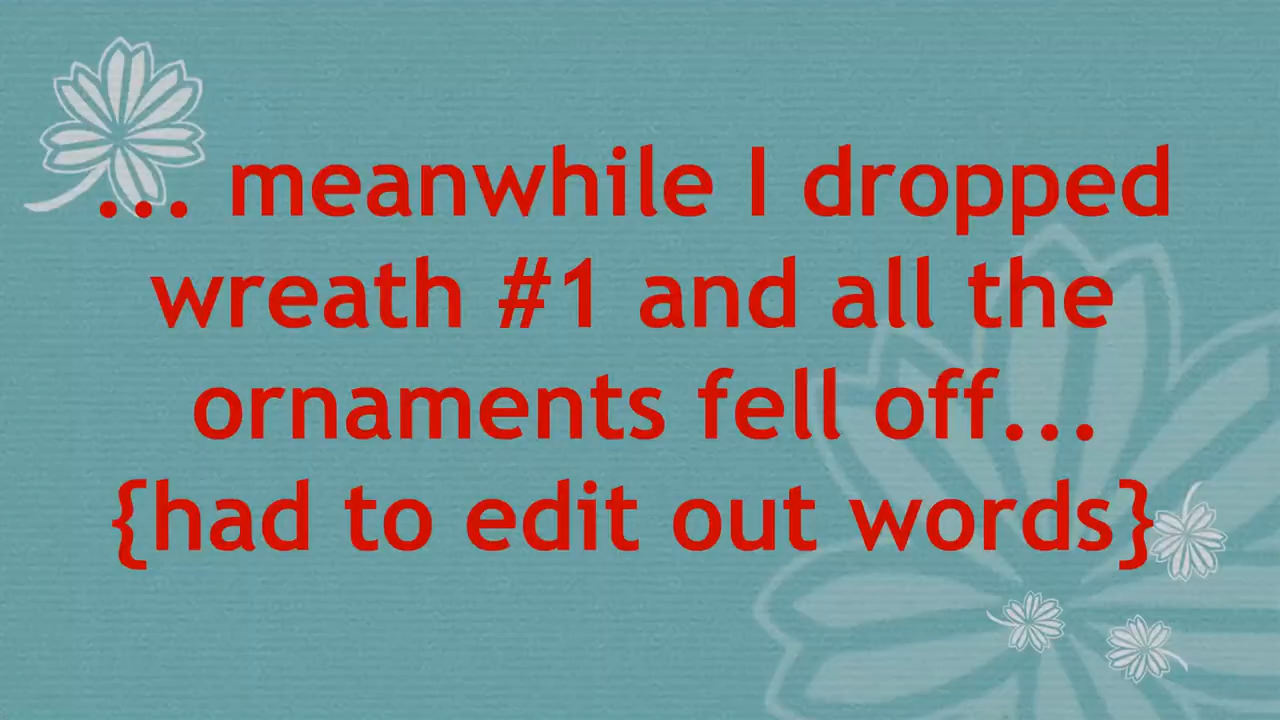 ... meanwhile I dropped
wreath #1 and all the
ornaments fell off...
{had to edit out words}